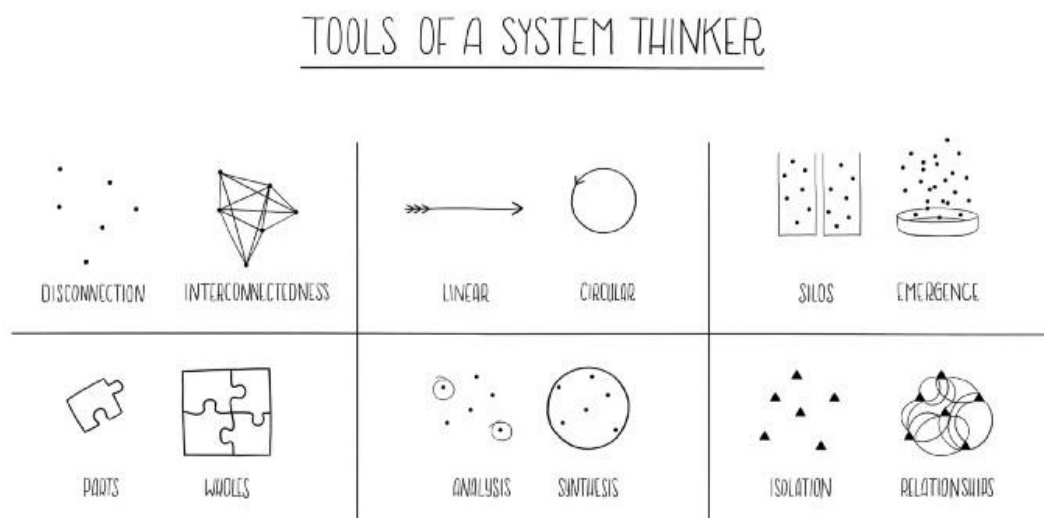 TOOLS OF A SYSTEM THINKER
DISCONNECTION INTERCONNECTEDNESS
LINEAR CIRCULAR
SILOS EMERGENCE
PARTS WHOLES
ANALYSIS SYNTHESIS
ISOLATION RELATIONSHIPS